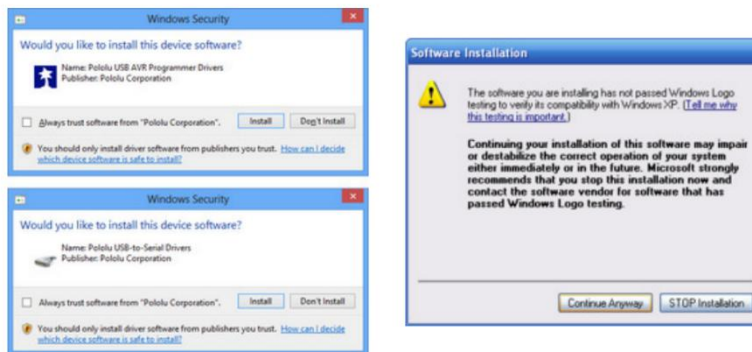 Windows Security
Would you like to install this device software?
Name: Pololu USB AVR Programmer Drivers
Publisher: Pololu Corporation
Always trust software from "Pololu Corporation".
Install
Don't Install
You should only install driver software from publishers you trust. How can I decide
which device software is safe to install?
Windows Security
Would you like to install this device software?
Name: Pololu USB-to-Serial Drivers
Publisher: Pololu Corporation
Always trust software from "Pololu Corporation".
Install
Don't Install
You should only install driver software from publishers you trust. How can I decide
which device software is safe to install?
Software Installation
The software you are installing has not passed Windows Logo
testing to verify its compatibility with Windows XP. (Tell me why
this testing is important.)
Continuing your installation of this software may impair
or destabilize the correct operation of your system
either immediately or in the future. Microsoft strongly
recommends that you stop this installation now and
contact the software vendor for software that has
passed Windows Logo testing.
Continue Anyway
STOP Installation